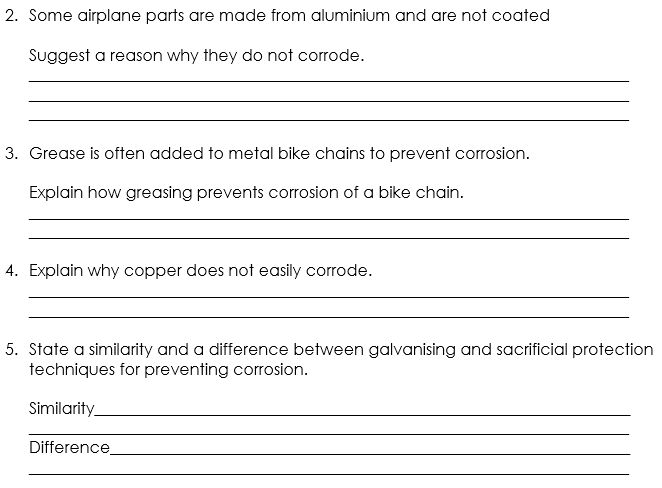 2. Some airplane parts are made from aluminium and are not coated
Suggest a reason why they do not corrode.
3. Grease is often added to metal bike chains to prevent corrosion.
Explain how greasing prevents corrosion of a bike chain.
4. Explain why copper does not easily corrode.
5. State a similarity and a difference between galvanising and sacrificial protection
techniques for preventing corrosion.
Similarity
Difference